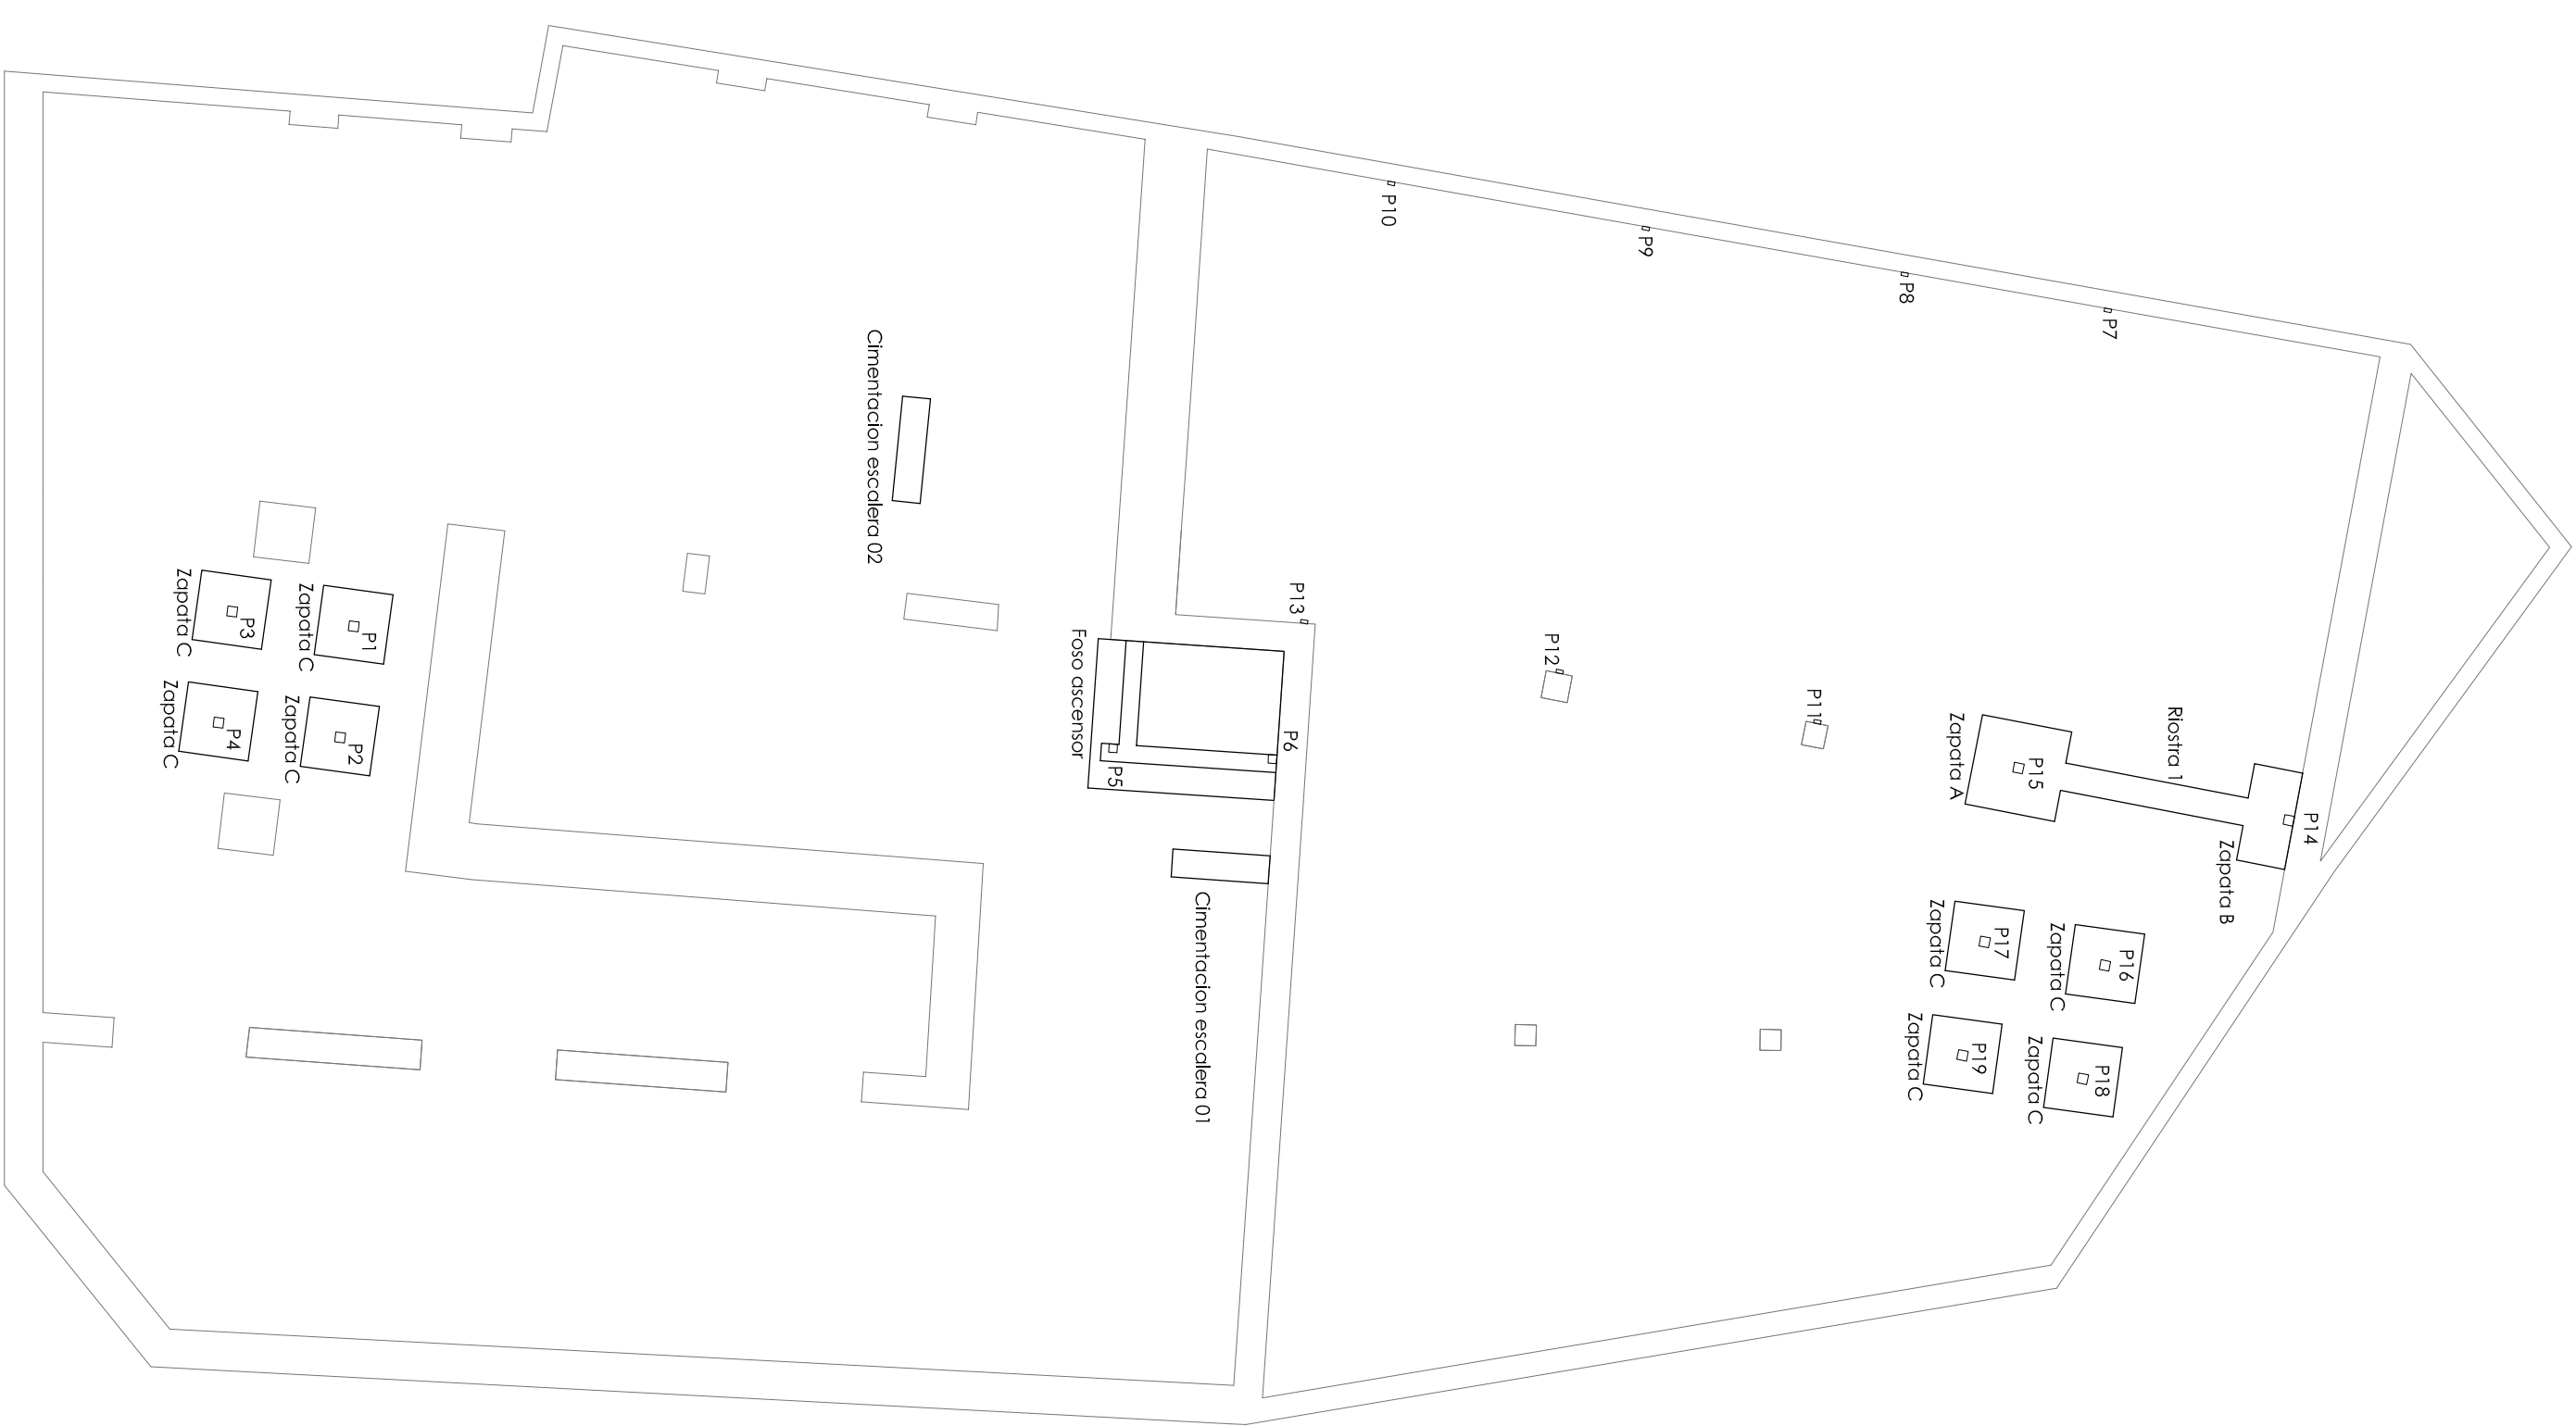 P10
P9
P8
P7
Cimentacion escalera 02
P13
P12
P11
Riostra 1
Zapata A
P15
P14
Zapata B
P3
Zapata C
P1
Zapata C
P4
Zapata C
P2
Zapata C
Foso ascensor
P6
P5
Cimentacion escalera 01
P17
Zapata C
P16
Zapata C
P19
Zapata C
P18
Zapata C